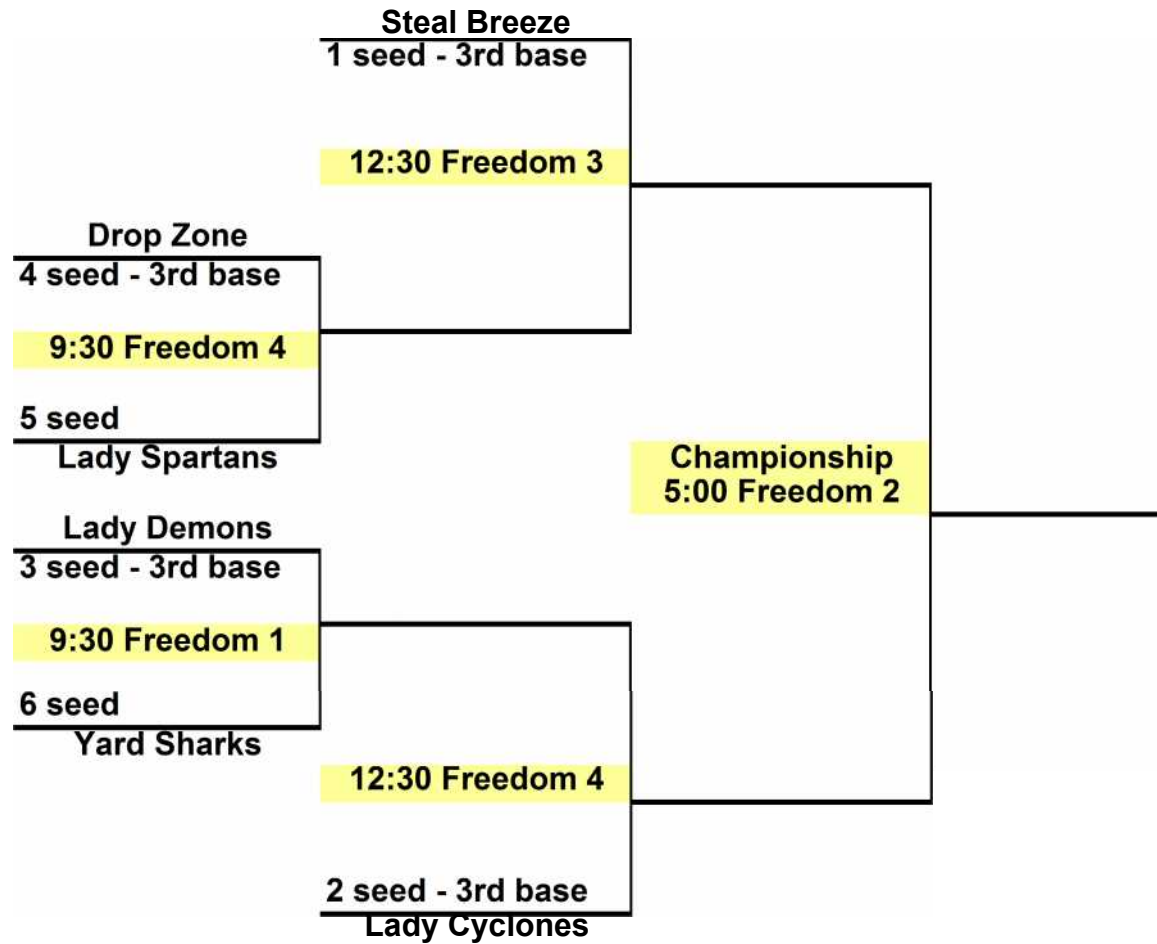 Steal Breeze
1 seed - 3rd base
12:30 Freedom 3
Drop Zone
4 seed - 3rd base
9:30 Freedom 4
5 seed
Lady Spartans
Championship
5:00 Freedom 2
Lady Demons
3 seed - 3rd base
9:30 Freedom 1
6 seed
Yard Sharks
12:30 Freedom 4
2 seed - 3rd base
Lady Cyclones